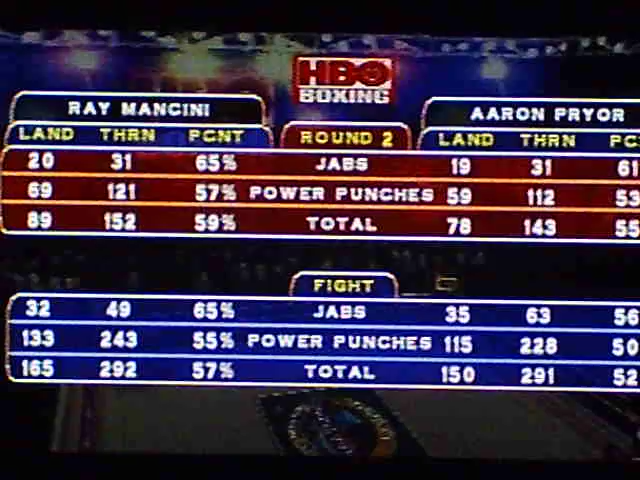 HBO
BOXING
RAY MANCINI AARON PRYOR
LAND THRN PCNT ROUND 2 LAND THRN PC
20 31 65% JABS 19 31 61
69 121 57% POWER PUNCHES 59 112 53
89 152 59% TOTAL 78 143 55
FIGHT
32 49 65% JABS 35 63 56
133 243 55% POWER PUNCHES 115 228 50
165 292 57% TOTAL 150 291 52